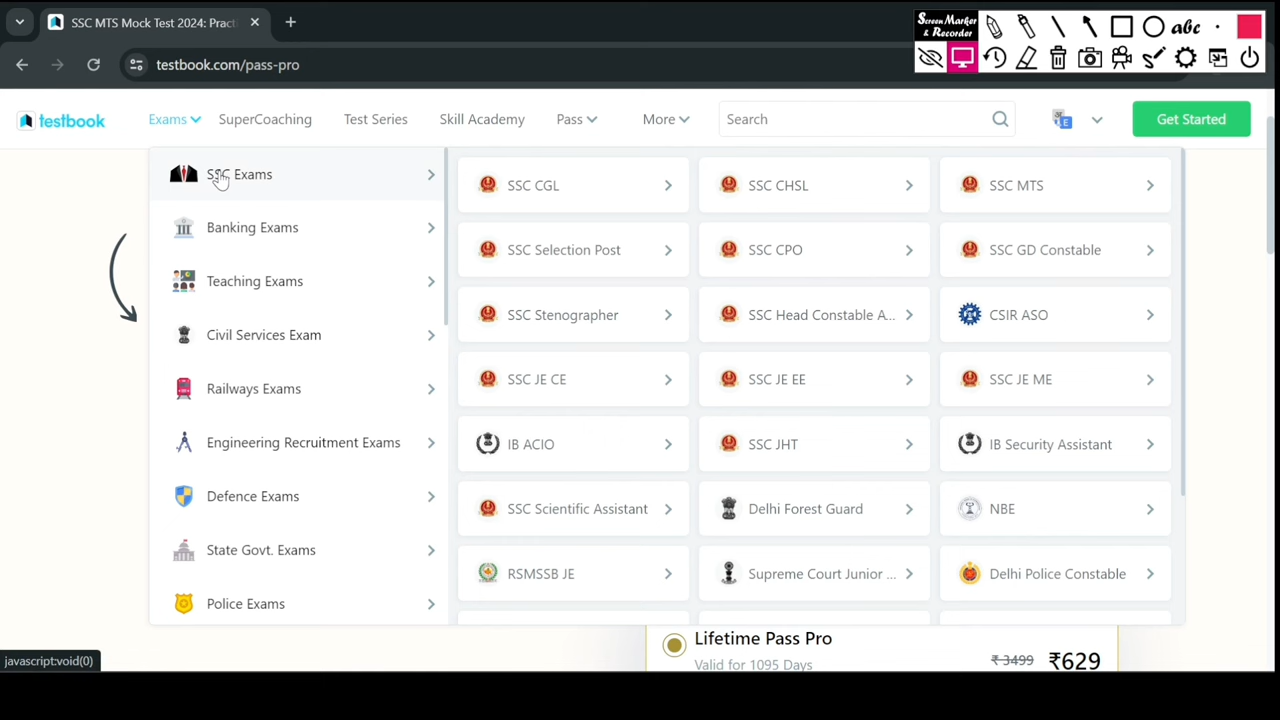 SSC MTS Mock Test 2024: Practi
Screen Marker
& Recorder
abc
testbook.com/pass-pro
testbook
Exams
SuperCoaching
Test Series
Skill Academy
Pass
More
Search
E
Get Started
SSC Exams
Banking Exams
Teaching Exams
Civil Services Exam
Railways Exams
Engineering Recruitment Exams
Defence Exams
State Govt. Exams
Police Exams
SSC CGL
SSC CHSL
SSC MTS
SSC Selection Post
SSC CPO
SSC GD Constable
SSC Stenographer
SSC Head Constable A...
CSIR ASO
SSC JE CE
SSC JE EE
SSC JE ME
IB ACIO
SSC JHT
IB Security Assistant
SSC Scientific Assistant
Delhi Forest Guard
NBE
RSMSSB JE
Supreme Court Junior ...
Delhi Police Constable
Lifetime Pass Pro
Valid for 1095 Days
₹ 3499 ₹629
javascript:void(0)